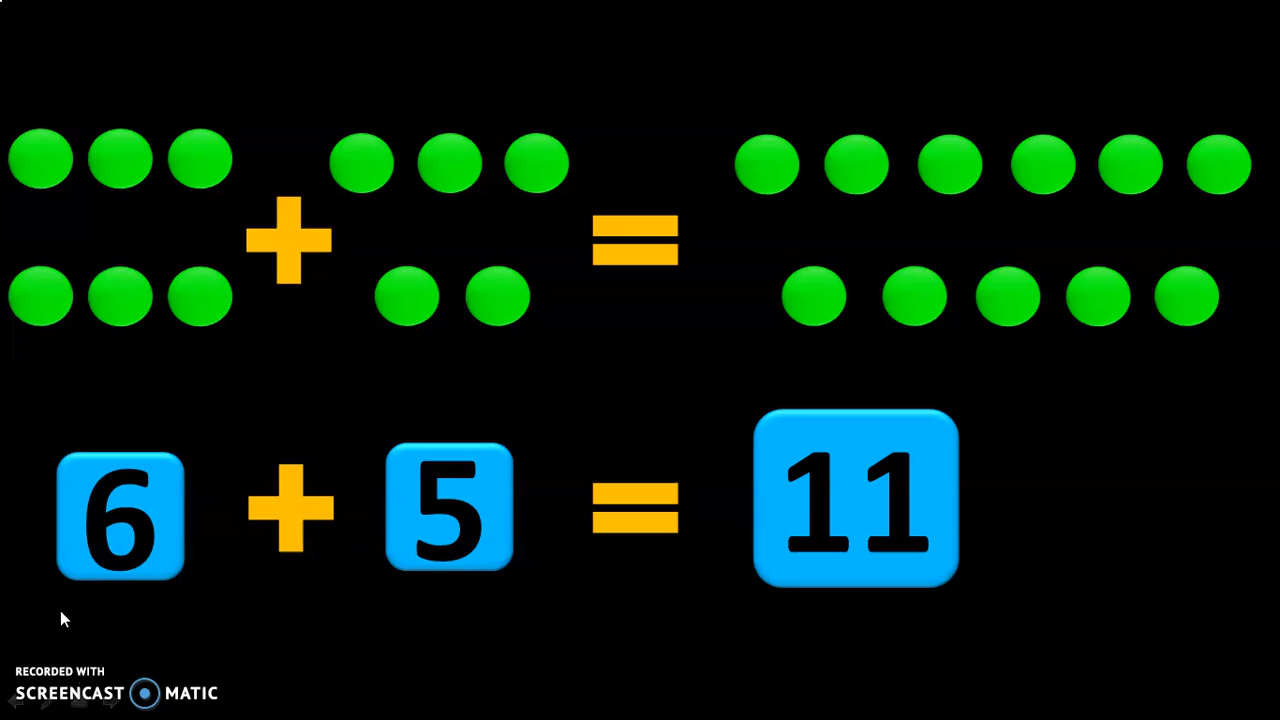 6 + 5 = 11
RECORDED WITH
SCREENCAST MATIC